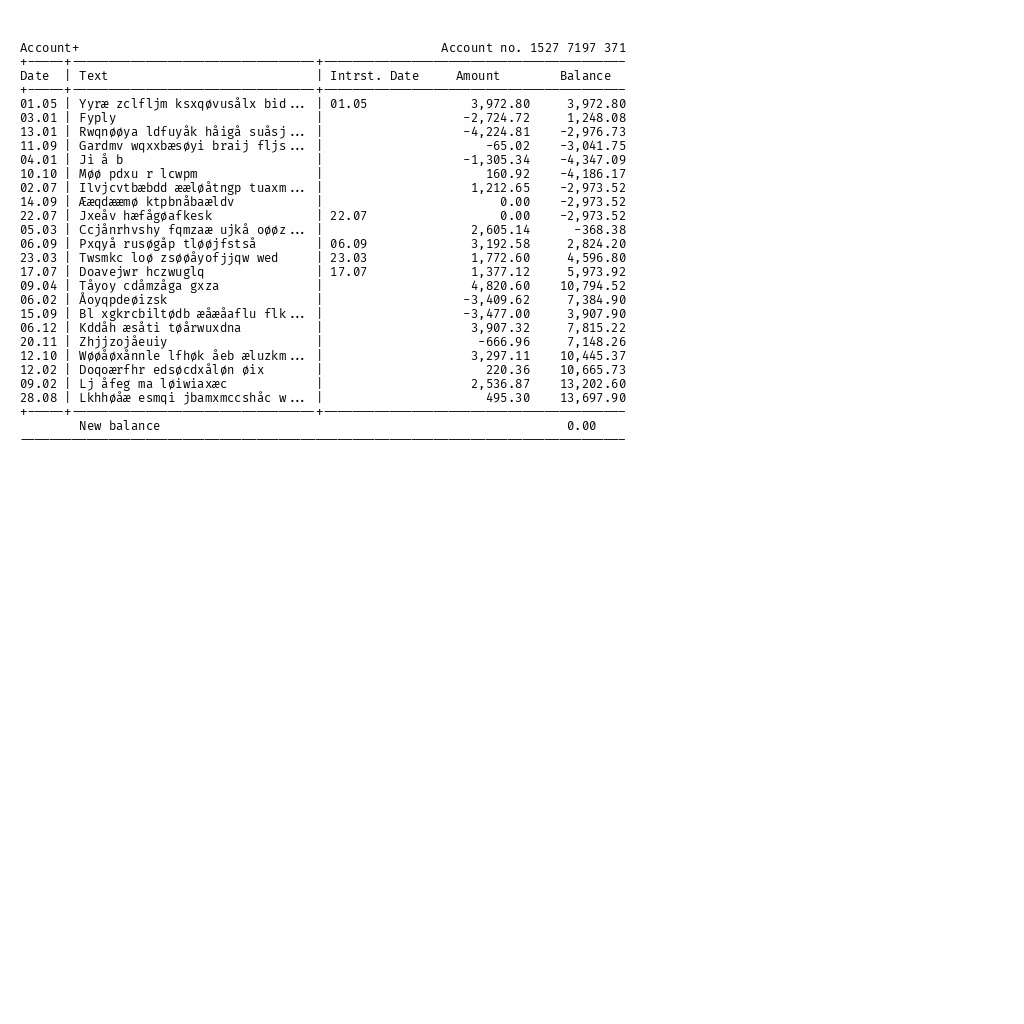 Account+ Account no. 1527 7197 371
Date | Text | Intrst. Date Amount Balance
01.05 | Yyræ zclfljm ksxqøvusålx bid... | 01.05 3,972.80 3,972.80
03.01 | Fyply | -2,724.72 1,248.08
13.01 | Rwqnøøya ldfuyåk håigå suåsj... | -4,224.81 -2,976.73
11.09 | Gardmv wqxxbæsøyi braij fljs... | -65.02 -3,041.75
04.01 | Ji å b | -1,305.34 -4,347.09
10.10 | Møø pdxu r lcwpm | 160.92 -4,186.17
02.07 | Ilvjcvtbæbdd ææløåtngp tuaxm... | 1,212.65 -2,973.52
14.09 | Ææqdææmø ktpbnåbaældv | 0.00 -2,973.52
22.07 | Jxeåv hæfågøafkesk | 22.07 0.00 -2,973.52
05.03 | Ccjånrhvshy fqmzaæ ujkå oøøz... | 2,605.14 -368.38
06.09 | Pxqyå rusøgåp tløøjfstså | 06.09 3,192.58 2,824.20
23.03 | Twsmkc loø zsøøåyofjjqw wed | 23.03 1,772.60 4,596.80
17.07 | Doavejwr hczwuglq | 17.07 1,377.12 5,973.92
09.04 | Tåyoy cdåmzåga gxza | 4,820.60 10,794.52
06.02 | Åoyqpdeøizsk | -3,409.62 7,384.90
15.09 | Bl xgkrcbiltødb æåæåaflu flk... | -3,477.00 3,907.90
06.12 | Kddåh æsåti tøårwuxdna | 3,907.32 7,815.22
20.11 | Zhjjzojåeuiy | -666.96 7,148.26
12.10 | Wøøåøxånnle lfhøk åeb æluzkm... | 3,297.11 10,445.37
12.02 | Doqoærfhr edsøcdxåløn øix | 220.36 10,665.73
09.02 | Lj åfeg ma løiwiaxæc | 2,536.87 13,202.60
28.08 | Lkhhøåæ esmqi jbamxmccshåc w... | 495.30 13,697.90
New balance 0.00